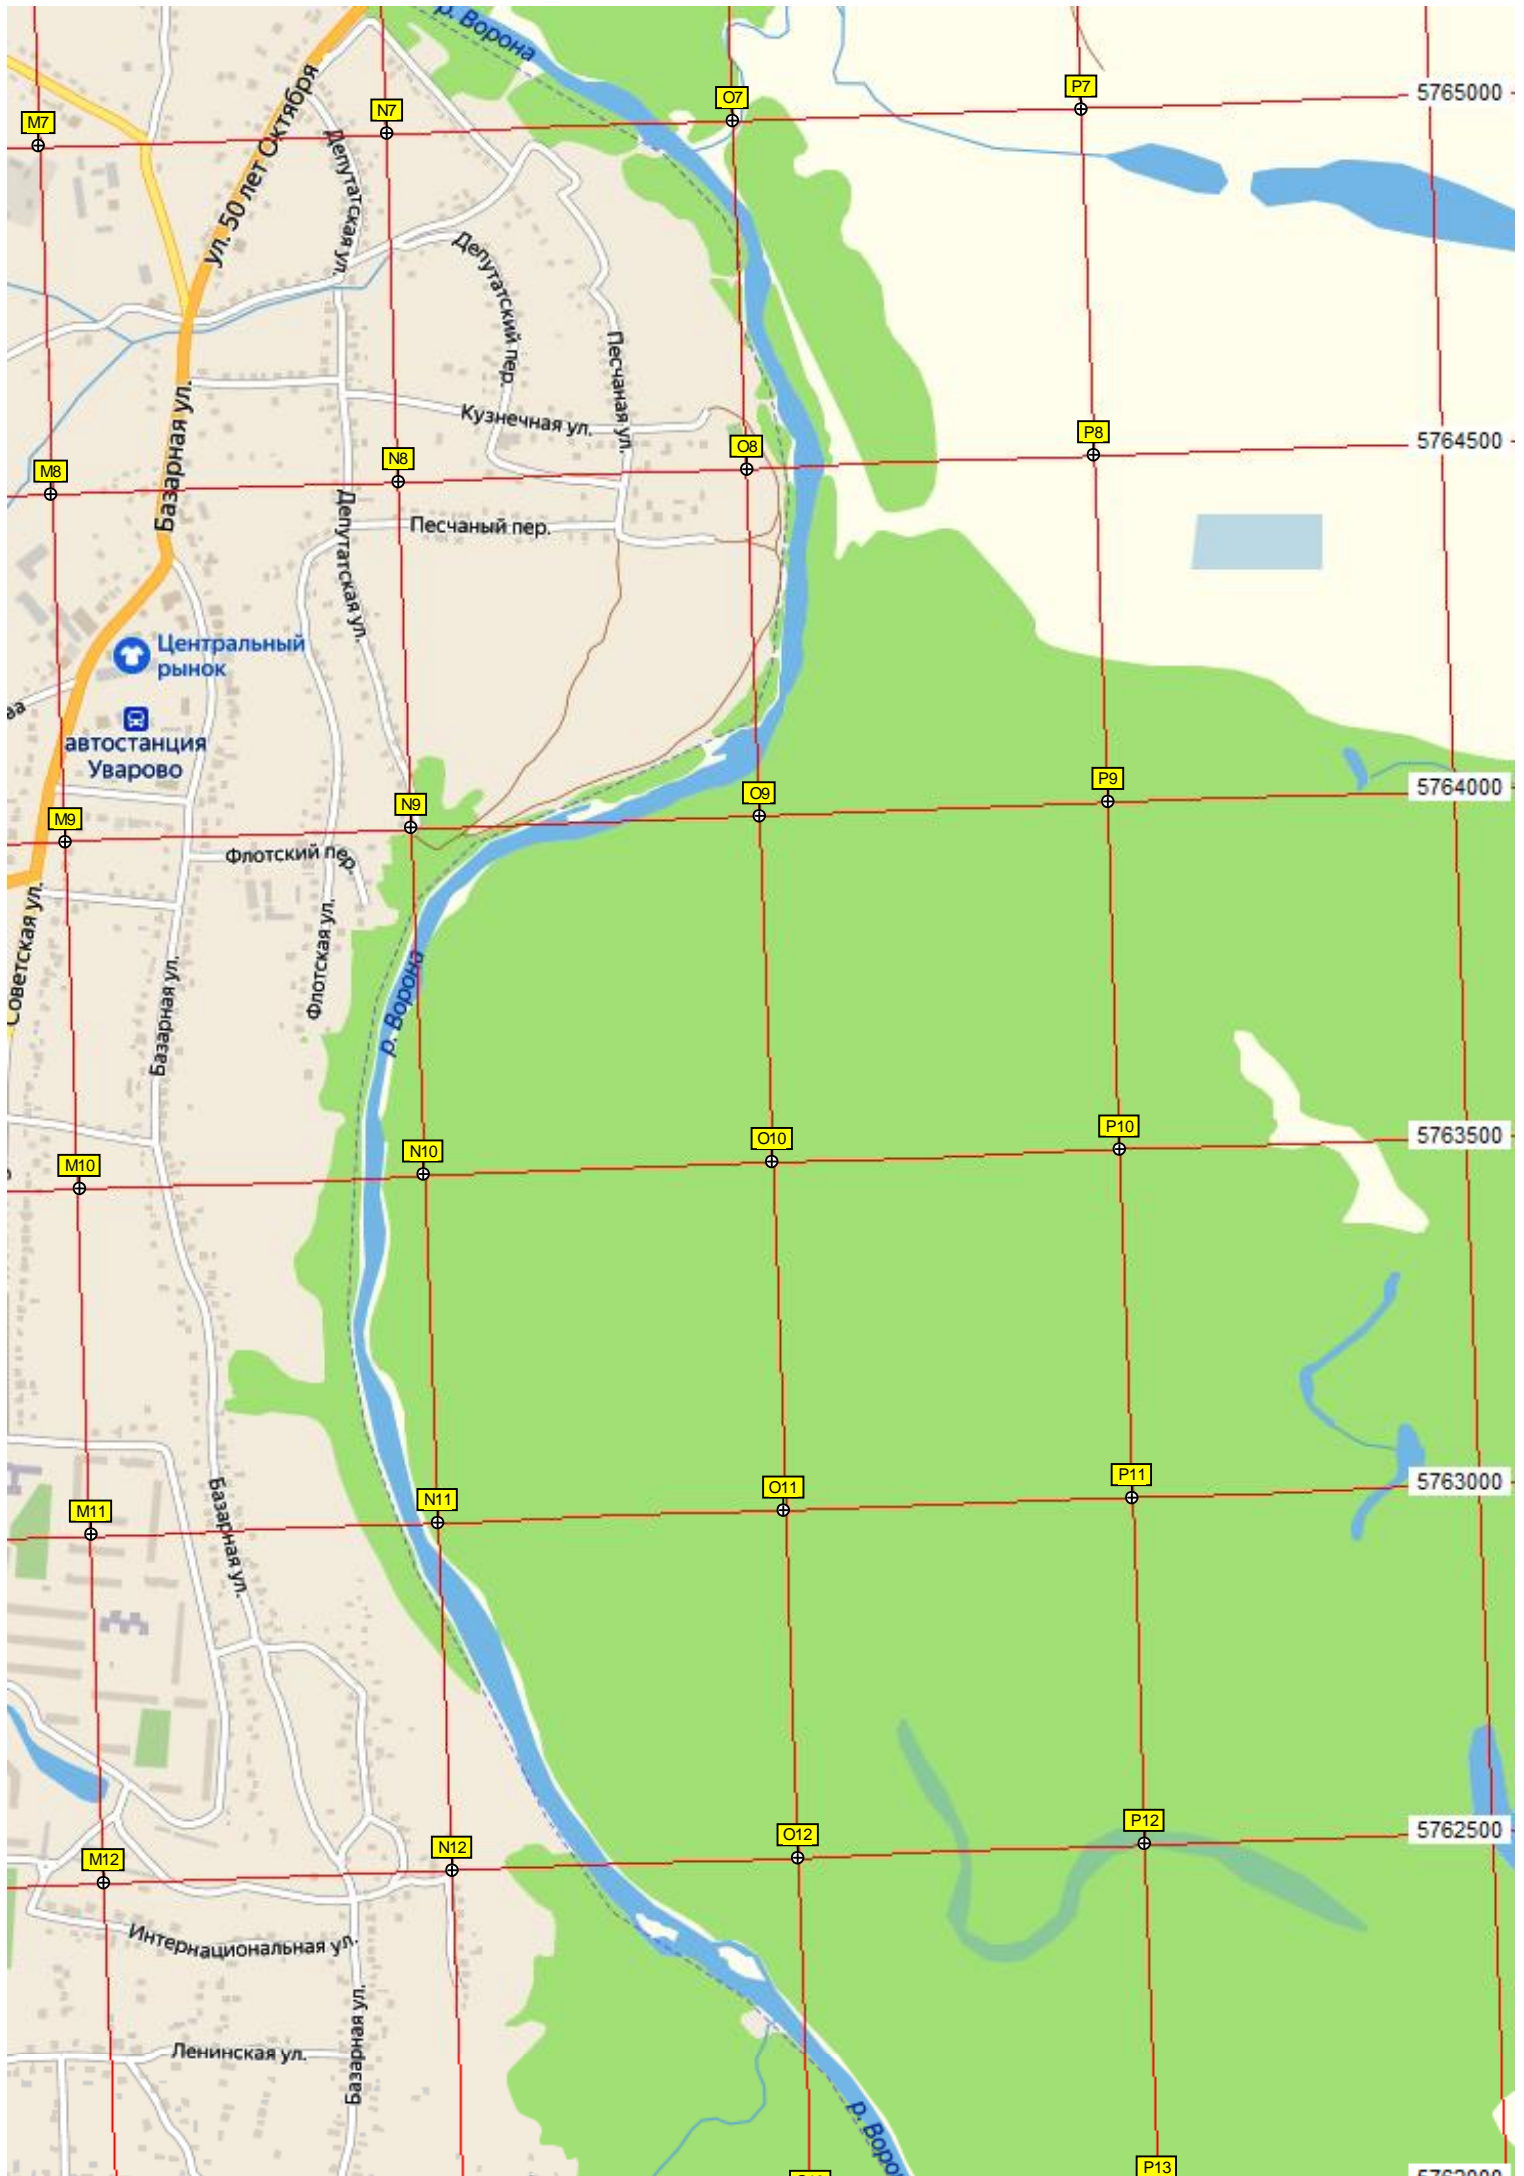 р. Ворона
P7
5765000
O7
N7
M7
ул. 50 лет Октября
Депутатская ул.
Депутатский пер.
Песчаная ул.
Базарная ул.
Кузнечная ул.
P8
5764500
O8
N8
M8
Депутатская ул.
Песчаный пер.
Центральный
рынок
ва
автостанция
Уварово
P9
5764000
O9
N9
M9
Флотский пер.
Советская ул.
Флотская ул.
Базарная ул.
р. Ворона
P10
5763500
O10
N10
M10
P11
5763000
O11
N11
M11
Базарная ул.
P12
5762500
O12
N12
M12
Интернациональная ул.
Базарная ул.
Ленинская ул.
р. Воро
P13